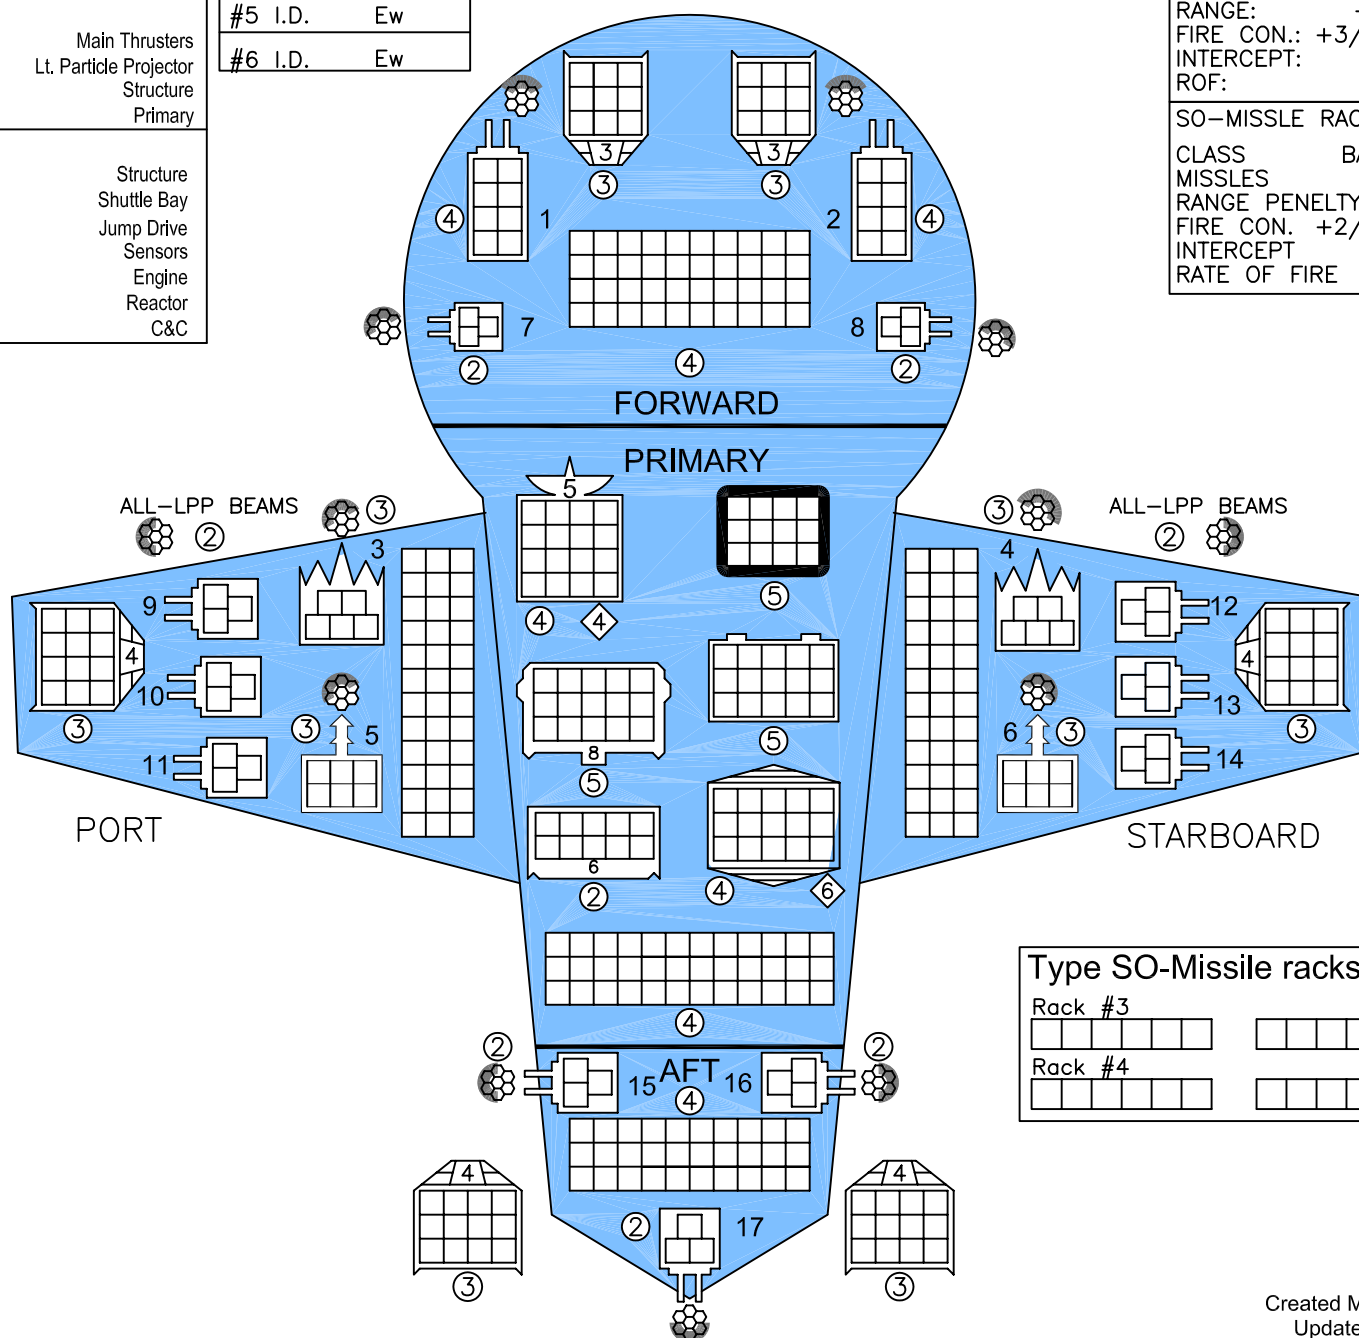 #5 I.D. Ew
#6 I.D. Ew
Main Thrusters
Lt. Particle Projector
Structure
Primary
Structure
Shuttle Bay
Jump Drive
Sensors
Engine
Reactor
C&C
RANGE:
FIRE CON.: +3/
INTERCEPT:
ROF:
SO-MISSLE RAC
CLASS BA
MISSLES
RANGE PENELTY
FIRE CON. +2/
INTERCEPT
RATE OF FIRE
3 3
3 3
4 1 2 4
7 8
2 4 2
FORWARD
PRIMARY
5
ALL-LPP BEAMS 3 3 ALL-LPP BEAMS
2 2
3 4
5
9 12
4 4
4 4
10 13
3 3 5 6 3 3
5
11 14
8
5
PORT STARBOARD
6
2 4 6
Type SO-Missile racks
Rack #3
4
Rack #4
2 2
15 AFT 16
4
4 4
2 17
3 3
Created M
Update